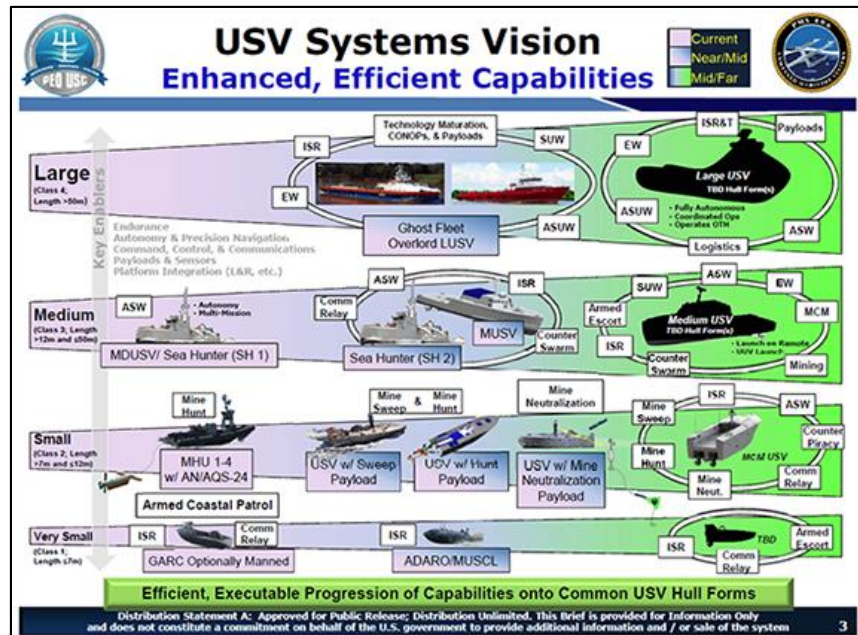 USV Systems Vision
Enhanced, Efficient Capabilities
Current
Near/Mid
Mid/Far
PEO USC
PMS 406
Key Enablers
Endurance
Autonomy & Precision Navigation
Command, Control, & Communications
Payloads & Sensors
Platform Integration (L&R, etc.)
Large
(Class 4;
Length >50m)
Technology Maturation,
CONOPs, & Payloads
ISR
SUW
EW
ASUW
Ghost Fleet
Overlord LUSV
ISR&T
Payloads
EW
Large USV
TBD Hull Form(s)
• Fully Autonomous
• Coordinated Ops
• Operates OTH
ASUW
ASW
Logistics
Medium
(Class 3; Length
>12m and ≤50m)
ASW
• Autonomy
• Multi-Mission
MDUSV/ Sea Hunter (SH 1)
ASW
ISR
Comm
Relay
MUSV
Sea Hunter (SH 2)
Counter
Swarm
ASW
SUW
EW
Armed
Escort
MCM
Medium USV
TBD Hull Form(s)
• Launch on Remote
• UUV Launch
ISR
Counter
Swarm
Mining
Small
(Class 2; Length
>7m and ≤12m)
Mine
Hunt
MHU 1-4
w/ AN/AQS-24
Mine
Sweep
&
Mine
Hunt
USV w/ Sweep
Payload
USV w/ Hunt
Payload
Mine
Neutralization
USV w/ Mine
Neutralization
Payload
ISR
Mine
Sweep
ASW
Counter
Piracy
Mine
Hunt
MCM USV
Comm
Relay
Mine
Neut.
Very Small
(Class 1;
Length ≤7m)
Armed Coastal Patrol
ISR
Comm
Relay
GARC Optionally Manned
ISR
ADARO/MUSCL
TBD
Armed
Escort
ISR
Comm
Relay
Efficient, Executable Progression of Capabilities onto Common USV Hull Forms
Distribution Statement A: Approved for Public Release; Distribution Unlimited. This Brief is provided for Information Only
and does not constitute a commitment on behalf of the U.S. government to provide additional information and / or sale of the system
3